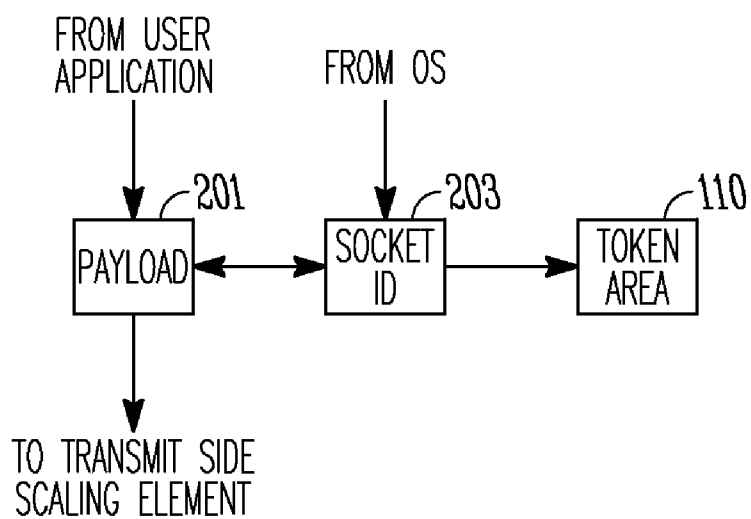 FROM USER
APPLICATION
FROM OS
201
203
110
PAYLOAD
SOCKET
ID
TOKEN
AREA
TO TRANSMIT SIDE
SCALING ELEMENT